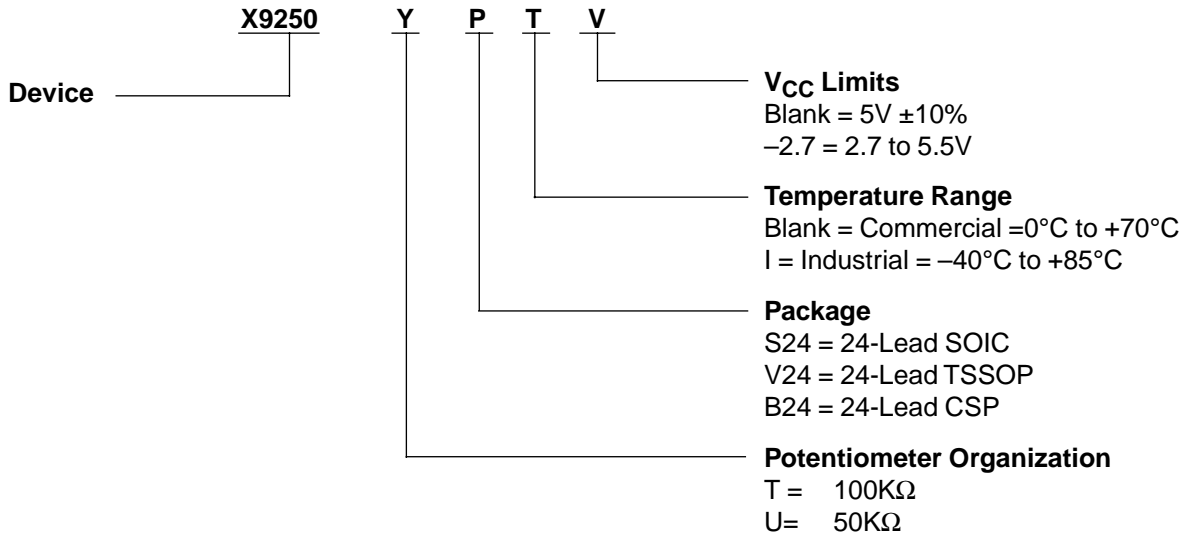 X9250 Y P T V
Device
VCC Limits
Blank = 5V ±10%
–2.7 = 2.7 to 5.5V
Temperature Range
Blank = Commercial =0°C to +70°C
I = Industrial = –40°C to +85°C
Package
S24 = 24-Lead SOIC
V24 = 24-Lead TSSOP
B24 = 24-Lead CSP
Potentiometer Organization
T = 100KΩ
U= 50KΩ